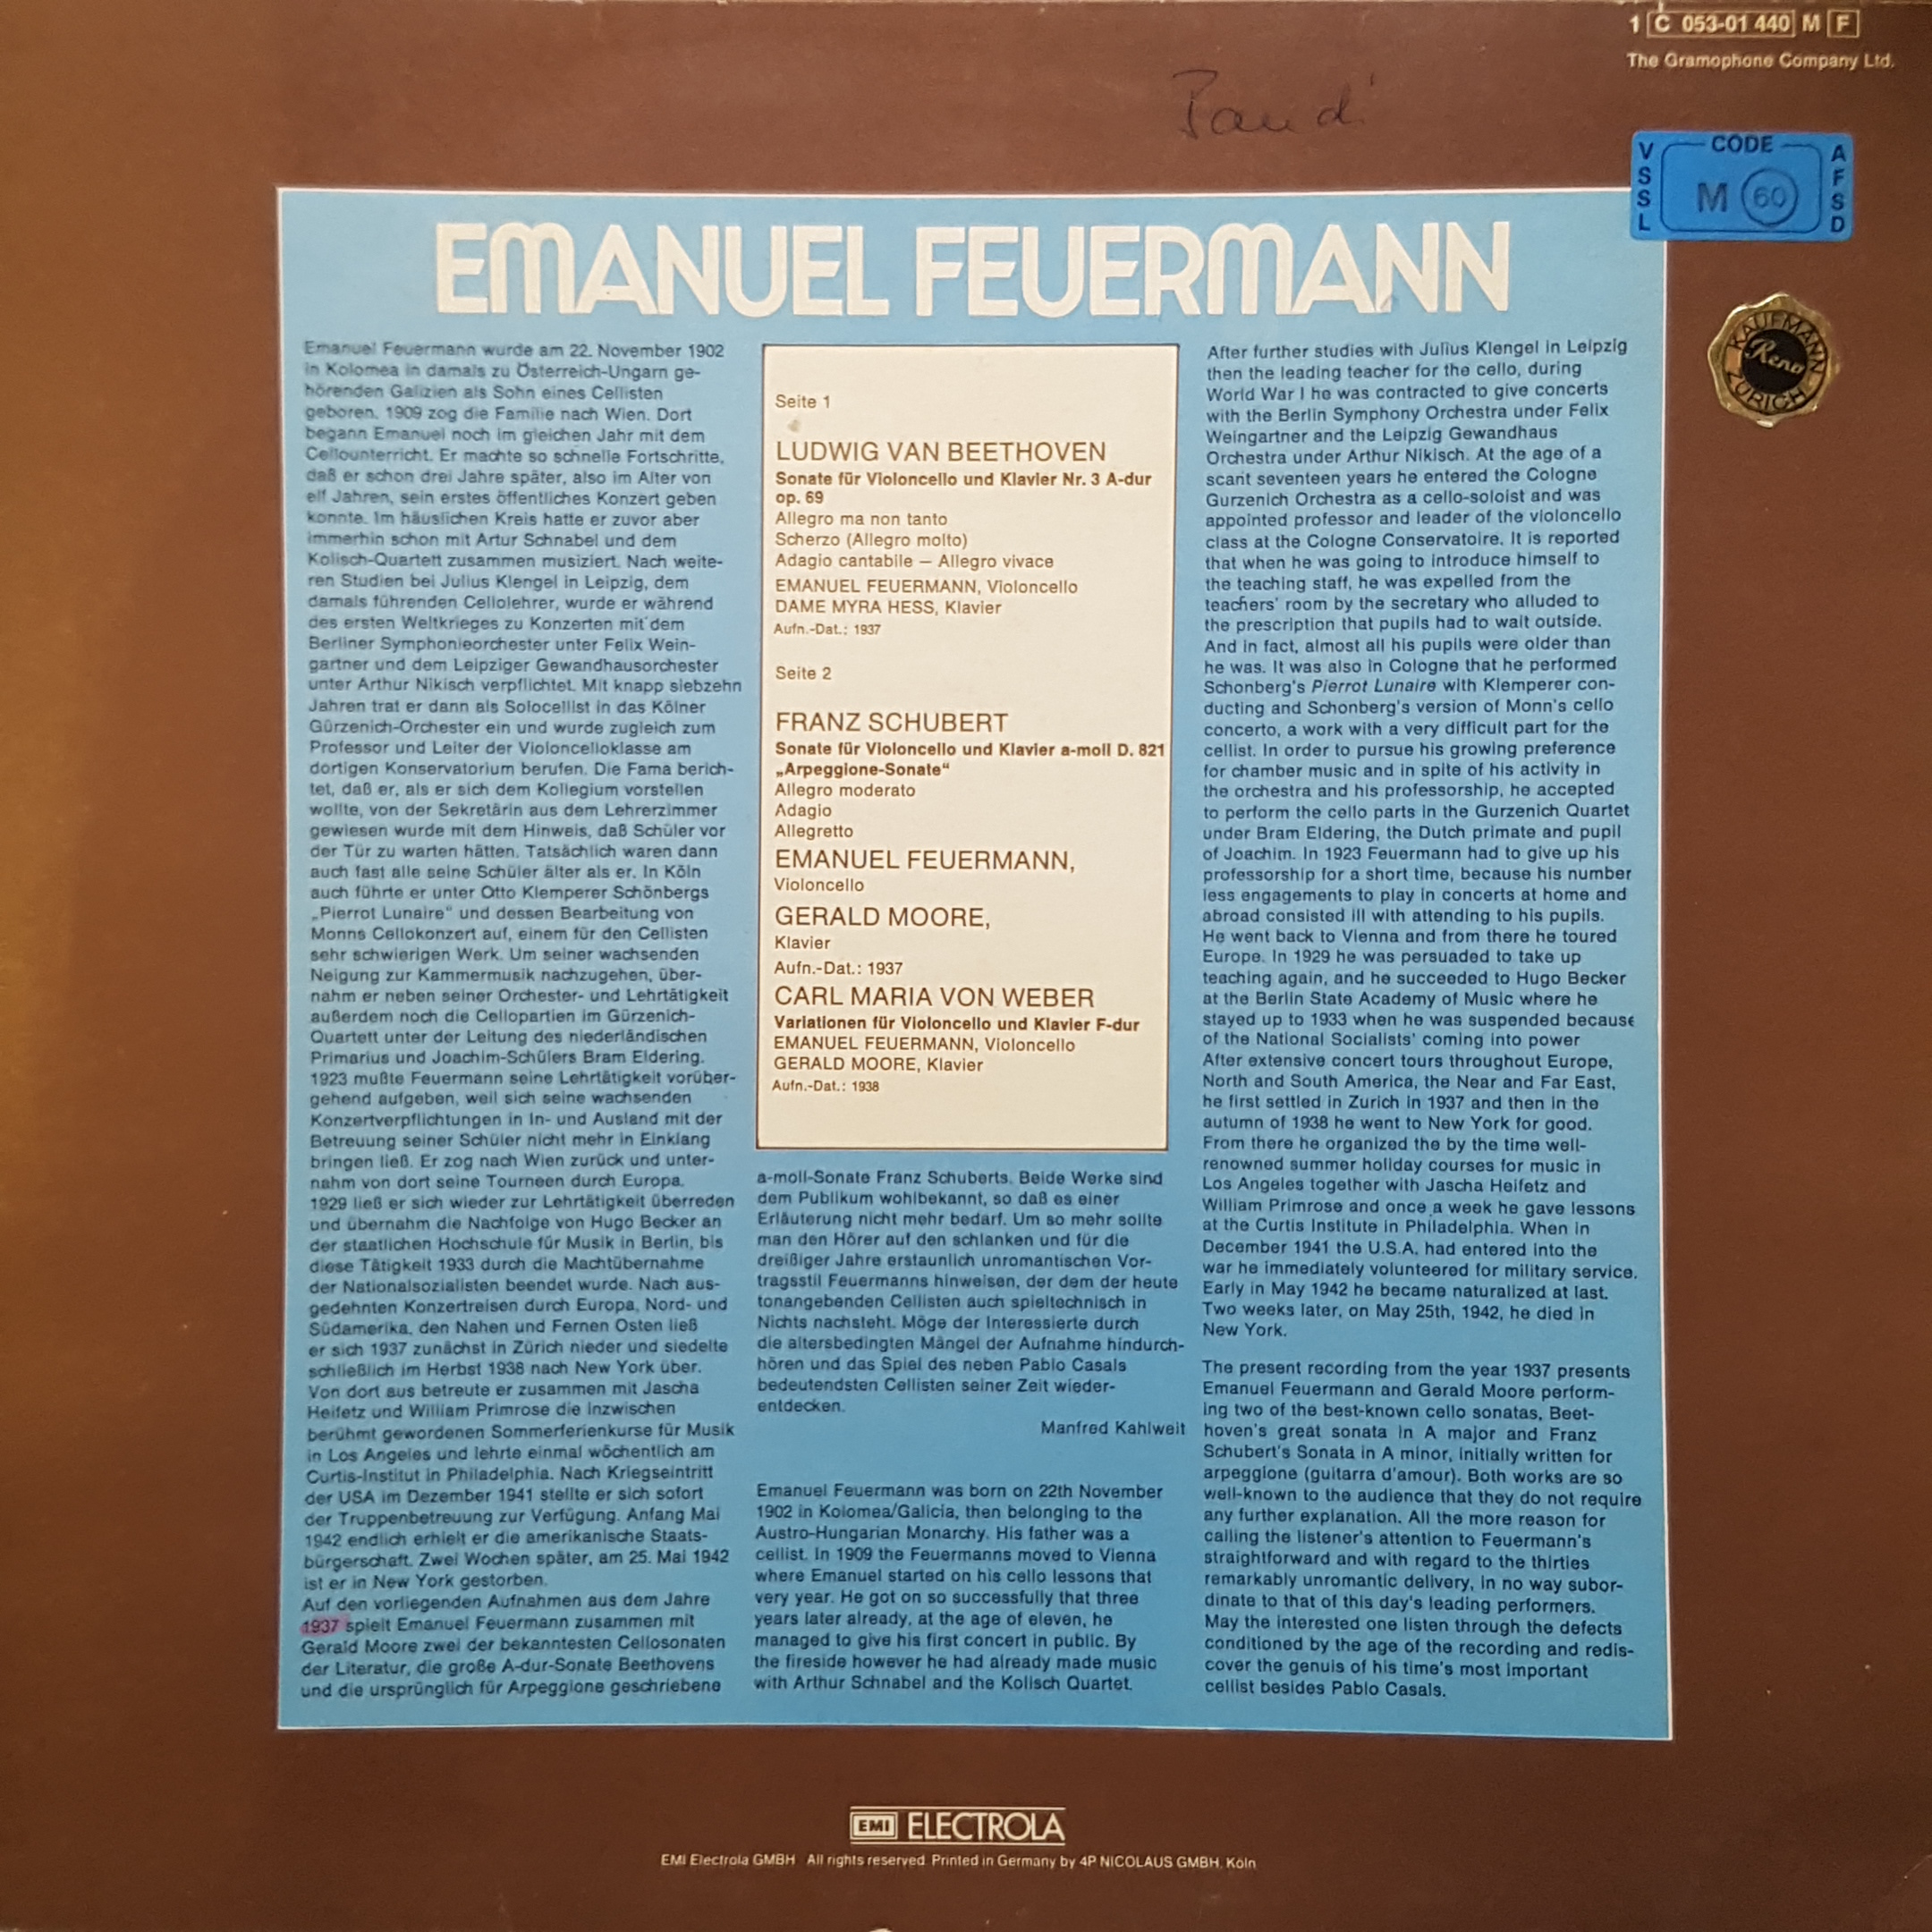 1 C 053-01 440 M F
The Gramophone Company Ltd.
CODE
VSSL
M 60
AFSD
KAUFMANN
Reno
ZÜRICH
EMANUEL FEUERMANN
Emanuel Feuermann wurde am 22. November 1902
in Kolomea in damals zu Österreich-Ungarn ge-
hörenden Galizien als Sohn eines Cellisten
geboren. 1909 zog die Familie nach Wien. Dort
begann Emanuel noch im gleichen Jahr mit dem
Cellounterricht. Er machte so schnelle Fortschritte,
daß er schon drei Jahre später, also im Alter von
elf Jahren, sein erstes öffentliches Konzert geben
konnte. Im häuslichen Kreis hatte er zuvor aber
immerhin schon mit Artur Schnabel und dem
Kolisch-Quartett zusammen musiziert. Nach weite-
ren Studien bei Julius Klengel in Leipzig, dem
damals führenden Cellolehrer, wurde er während
des ersten Weltkrieges zu Konzerten mit dem
Berliner Symphonieorchester unter Felix Wein-
gartner und dem Leipziger Gewandhausorchester
unter Arthur Nikisch verpflichtet. Mit knapp siebzehn
Jahren trat er dann als Solocellist in das Kölner
Gürzenich-Orchester ein und wurde zugleich zum
Professor und Leiter der Violoncelloklasse am
dortigen Konservatorium berufen. Die Fama berich-
tet, daß er, als er sich dem Kollegium vorstellen
wollte, von der Sekretärin aus dem Lehrerzimmer
gewiesen wurde mit dem Hinweis, daß Schüler vor
der Tür zu warten hätten. Tatsächlich waren dann
auch fast alle seine Schüler älter als er. In Köln
auch führte er unter Otto Klemperer Schönbergs
„Pierrot Lunaire“ und dessen Bearbeitung von
Monns Cellokonzert auf, einem für den Cellisten
sehr schwierigen Werk. Um seiner wachsenden
Neigung zur Kammermusik nachzugehen, über-
nahm er neben seiner Orchester- und Lehrtätigkeit
außerdem noch die Cellopartien im Gürzenich-
Quartett unter der Leitung des niederländischen
Primarius und Joachim-Schülers Bram Eldering.
1923 mußte Feuermann seine Lehrtätigkeit vorüber-
gehend aufgeben, weil sich seine wachsenden
Konzertverpflichtungen in In- und Ausland mit der
Betreuung seiner Schüler nicht mehr in Einklang
bringen ließ. Er zog nach Wien zurück und unter-
nahm von dort seine Tourneen durch Europa.
1929 ließ er sich wieder zur Lehrtätigkeit überreden
und übernahm die Nachfolge von Hugo Becker an
der staatlichen Hochschule für Musik in Berlin, bis
diese Tätigkeit 1933 durch die Machtübernahme
der Nationalsozialisten beendet wurde. Nach aus-
gedehnten Konzertreisen durch Europa, Nord- und
Südamerika, den Nahen und Fernen Osten ließ
er sich 1937 zunächst in Zürich nieder und siedelte
schließlich im Herbst 1938 nach New York über.
Von dort aus betreute er zusammen mit Jascha
Heifetz und William Primrose die inzwischen
berühmt gewordenen Sommerferienkurse für Musik
in Los Angeles und lehrte einmal wöchentlich am
Curtis-Institut in Philadelphia. Nach Kriegseintritt
der USA im Dezember 1941 stellte er sich sofort
der Truppenbetreuung zur Verfügung. Anfang Mai
1942 endlich erhielt er die amerikanische Staats-
bürgerschaft. Zwei Wochen später, am 25. Mai 1942
ist er in New York gestorben.
Auf den vorliegenden Aufnahmen aus dem Jahre
1937 spielt Emanuel Feuermann zusammen mit
Gerald Moore zwei der bekanntesten Cellosonaten
der Literatur, die große A-dur-Sonate Beethovens
und die ursprünglich für Arpeggione geschriebene
Seite 1
LUDWIG VAN BEETHOVEN
Sonate für Violoncello und Klavier Nr. 3 A-dur
op. 69
Allegro ma non tanto
Scherzo (Allegro molto)
Adagio cantabile — Allegro vivace
EMANUEL FEUERMANN, Violoncello
DAME MYRA HESS, Klavier
Aufn.-Dat.: 1937
Seite 2
FRANZ SCHUBERT
Sonate für Violoncello und Klavier a-moll D. 821
„Arpeggione-Sonate“
Allegro moderato
Adagio
Allegretto
EMANUEL FEUERMANN,
Violoncello
GERALD MOORE,
Klavier
Aufn.-Dat.: 1937
CARL MARIA VON WEBER
Variationen für Violoncello und Klavier F-dur
EMANUEL FEUERMANN, Violoncello
GERALD MOORE, Klavier
Aufn.-Dat.: 1938
a-moll-Sonate Franz Schuberts. Beide Werke sind
dem Publikum wohlbekannt, so daß es einer
Erläuterung nicht mehr bedarf. Um so mehr sollte
man den Hörer auf den schlanken und für die
dreißiger Jahre erstaunlich unromantischen Vor-
tragsstil Feuermanns hinweisen, der dem der heute
tonangebenden Cellisten auch spieltechnisch in
Nichts nachsteht. Möge der Interessierte durch
die altersbedingten Mängel der Aufnahme hindurch-
hören und das Spiel des neben Pablo Casals
bedeutendsten Cellisten seiner Zeit wieder-
entdecken.
Manfred Kahlweit
Emanuel Feuermann was born on 22th November
1902 in Kolomea/Galicia, then belonging to the
Austro-Hungarian Monarchy. His father was a
cellist. In 1909 the Feuermanns moved to Vienna
where Emanuel started on his cello lessons that
very year. He got on so successfully that three
years later already, at the age of eleven, he
managed to give his first concert in public. By
the fireside however he had already made music
with Arthur Schnabel and the Kolisch Quartet.
After further studies with Julius Klengel in Leipzig
then the leading teacher for the cello, during
World War I he was contracted to give concerts
with the Berlin Symphony Orchestra under Felix
Weingartner and the Leipzig Gewandhaus
Orchestra under Arthur Nikisch. At the age of a
scant seventeen years he entered the Cologne
Gurzenich Orchestra as a cello-soloist and was
appointed professor and leader of the violoncello
class at the Cologne Conservatoire. It is reported
that when he was going to introduce himself to
the teaching staff, he was expelled from the
teachers' room by the secretary who alluded to
the prescription that pupils had to wait outside.
And in fact, almost all his pupils were older than
he was. It was also in Cologne that he performed
Schonberg's Pierrot Lunaire with Klemperer con-
ducting and Schonberg's version of Monn's cello
concerto, a work with a very difficult part for the
cellist. In order to pursue his growing preference
for chamber music and in spite of his activity in
the orchestra and his professorship, he accepted
to perform the cello parts in the Gurzenich Quartet
under Bram Eldering, the Dutch primate and pupil
of Joachim. In 1923 Feuermann had to give up his
professorship for a short time, because his number
less engagements to play in concerts at home and
abroad consisted ill with attending to his pupils.
He went back to Vienna and from there he toured
Europe. In 1929 he was persuaded to take up
teaching again, and he succeeded to Hugo Becker
at the Berlin State Academy of Music where he
stayed up to 1933 when he was suspended because
of the National Socialists' coming into power
After extensive concert tours throughout Europe,
North and South America, the Near and Far East,
he first settled in Zurich in 1937 and then in the
autumn of 1938 he went to New York for good.
From there he organized the by the time well-
renowned summer holiday courses for music in
Los Angeles together with Jascha Heifetz and
William Primrose and once a week he gave lessons
at the Curtis Institute in Philadelphia. When in
December 1941 the U.S.A. had entered into the
war he immediately volunteered for military service.
Early in May 1942 he became naturalized at last.
Two weeks later, on May 25th, 1942, he died in
New York.
The present recording from the year 1937 presents
Emanuel Feuermann and Gerald Moore perform-
ing two of the best-known cello sonatas, Beet-
hoven's great sonata in A major and Franz
Schubert's Sonata in A minor, initially written for
arpeggione (guitarra d'amour). Both works are so
well-known to the audience that they do not require
any further explanation. All the more reason for
calling the listener's attention to Feuermann's
straightforward and with regard to the thirties
remarkably unromantic delivery, in no way subor-
dinate to that of this day's leading performers.
May the interested one listen through the defects
conditioned by the age of the recording and redis-
cover the genuis of his time's most important
cellist besides Pablo Casals.
EMI ELECTROLA
EMI Electrola GMBH All rights reserved. Printed in Germany by 4P NICOLAUS GMBH, Köln